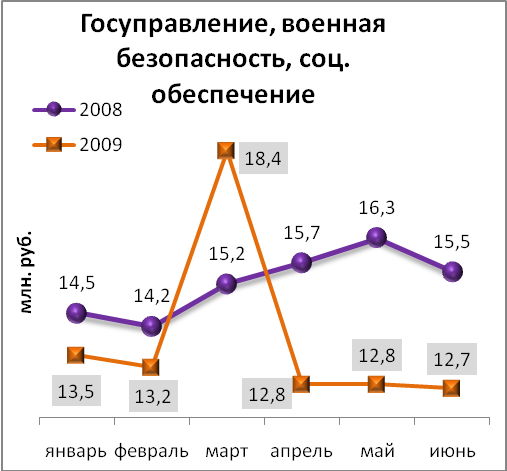 Госуправление, военная
безопасность, соц.
обеспечение
2008
2009
млн. руб.
18,4
16,3
15,7
15,2
15,5
14,5
14,2
13,5
13,2
12,8
12,8
12,7
январь февраль март апрель май июнь